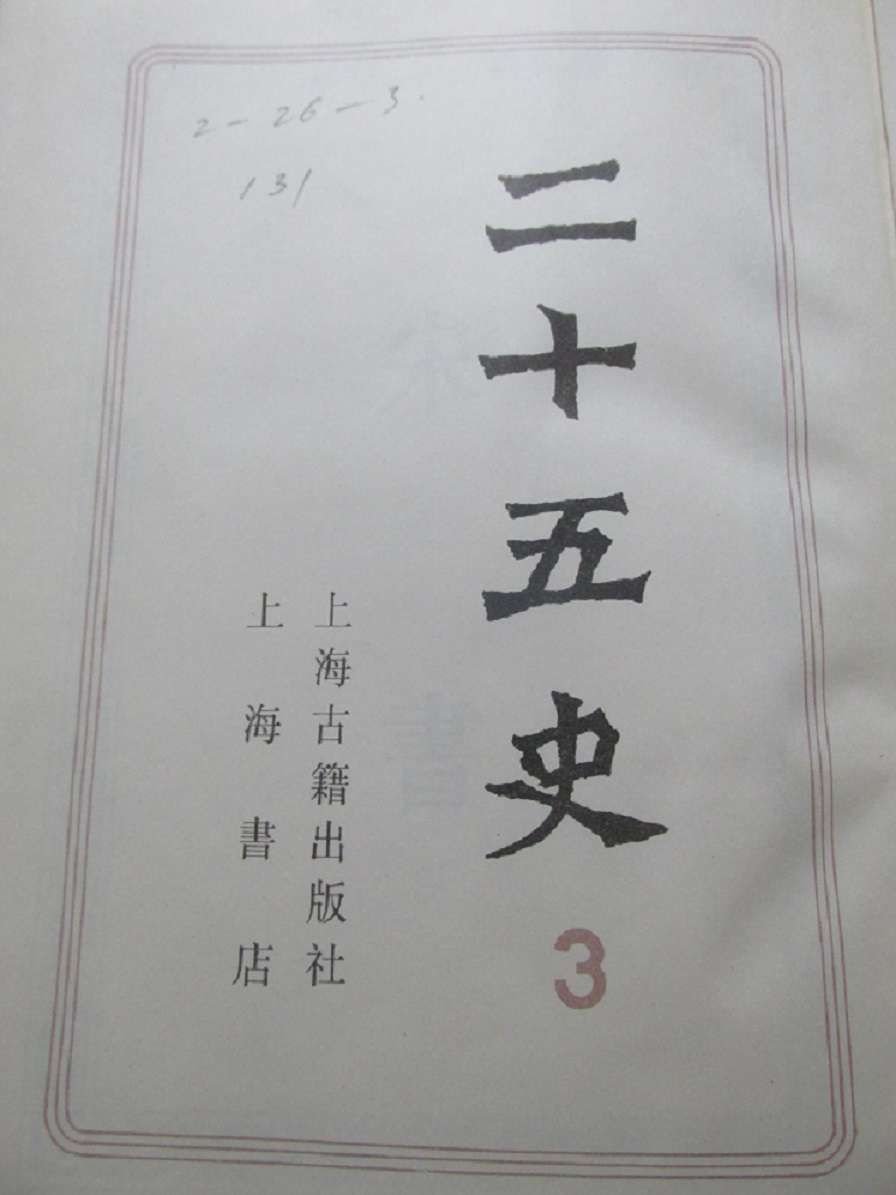 2-26-3
131
二十五史
3
上海古籍出版社
上海書店